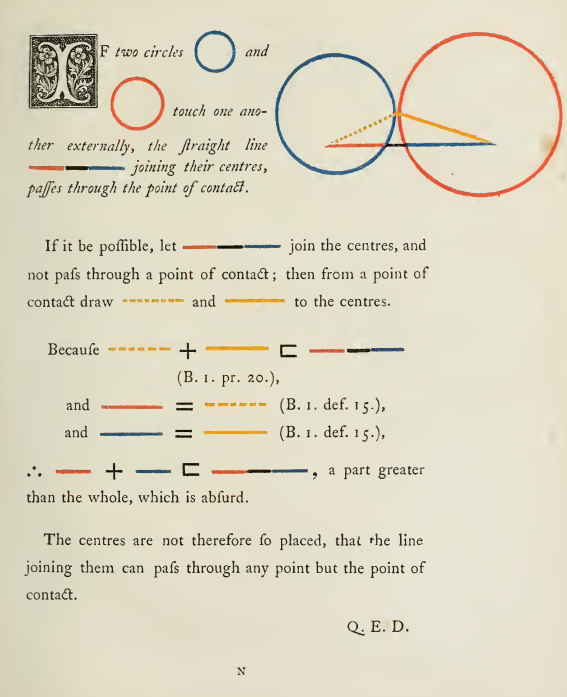 IF two circles and
touch one ano-
ther externally, the ſtraight line
joining their centres,
paſſes through the point of contact.
If it be poſſible, let join the centres, and
not paſs through a point of contact; then from a point of
contact draw and to the centres.
Becauſe + ⊏
(B. 1. pr. 20.),
and = (B. 1. def. 15.),
and = (B. 1. def. 15.),
∴ + ⊏ , a part greater
than the whole, which is abſurd.
The centres are not therefore ſo placed, that the line
joining them can paſs through any point but the point of
contact.
Q. E. D.
N